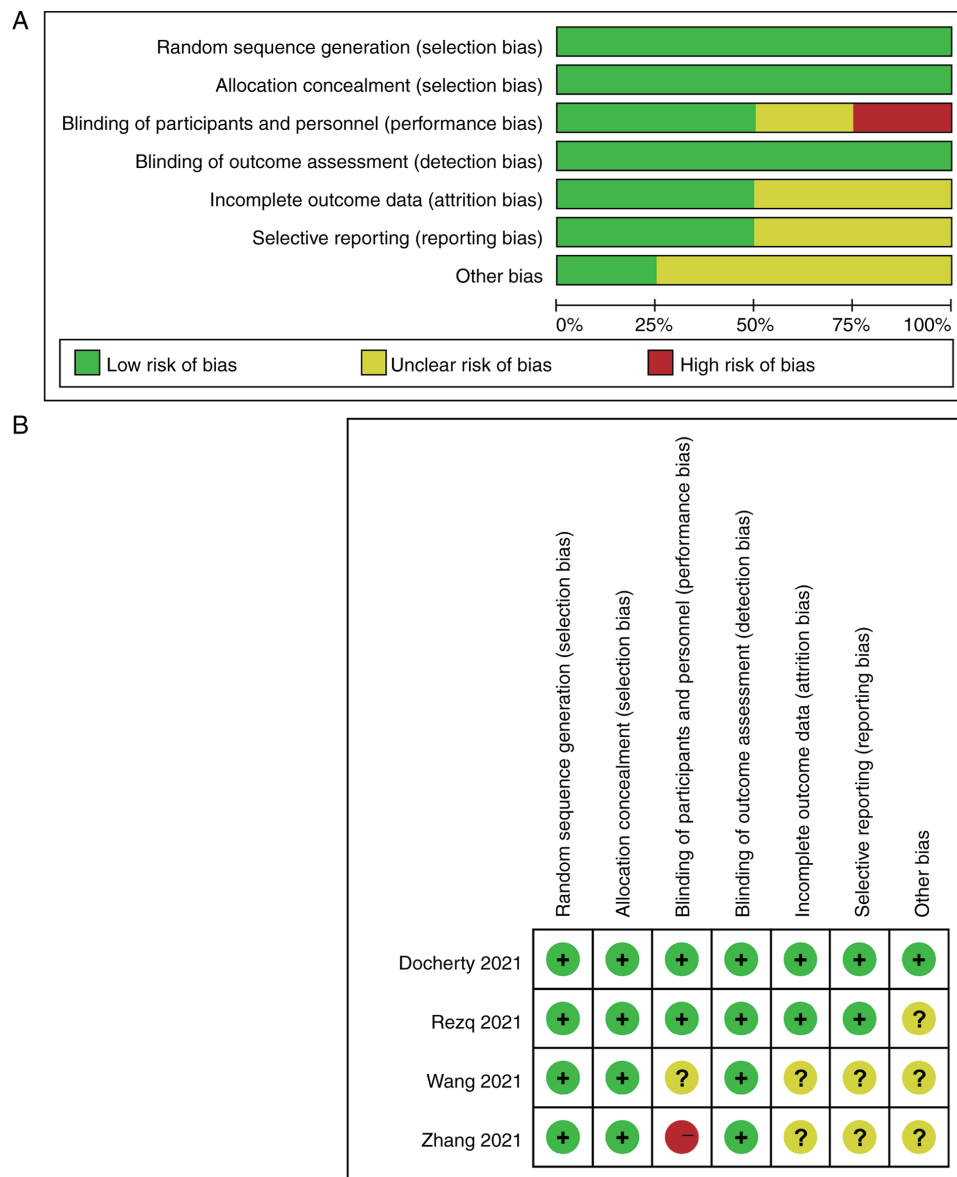 A
Random sequence generation (selection bias)
Allocation concealment (selection bias)
Blinding of participants and personnel (performance bias)
Blinding of outcome assessment (detection bias)
Incomplete outcome data (attrition bias)
Selective reporting (reporting bias)
Other bias
0% 25% 50% 75% 100%
Low risk of bias Unclear risk of bias High risk of bias
B
Random sequence generation (selection bias)
Allocation concealment (selection bias)
Blinding of participants and personnel (performance bias)
Blinding of outcome assessment (detection bias)
Incomplete outcome data (attrition bias)
Selective reporting (reporting bias)
Other bias
Docherty 2021 + + + + + + +
Rezq 2021 + + + + + + ?
Wang 2021 + + ? + ? ? ?
Zhang 2021 + + – + ? ? ?